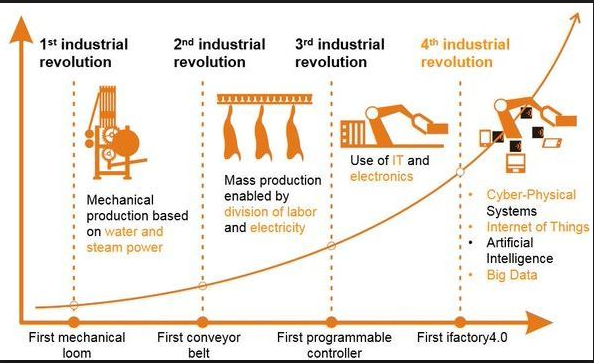 1st industrial
revolution
2nd industrial
revolution
3rd industrial
revolution
4th industrial
revolution
Mechanical
production based
on water and
steam power
Mass production
enabled by
division of labor
and electricity
Use of IT and
electronics
• Cyber-Physical
Systems
• Internet of Things
• Artificial
Intelligence
• Big Data
First mechanical
loom
First conveyor
belt
First programmable
controller
First ifactory4.0